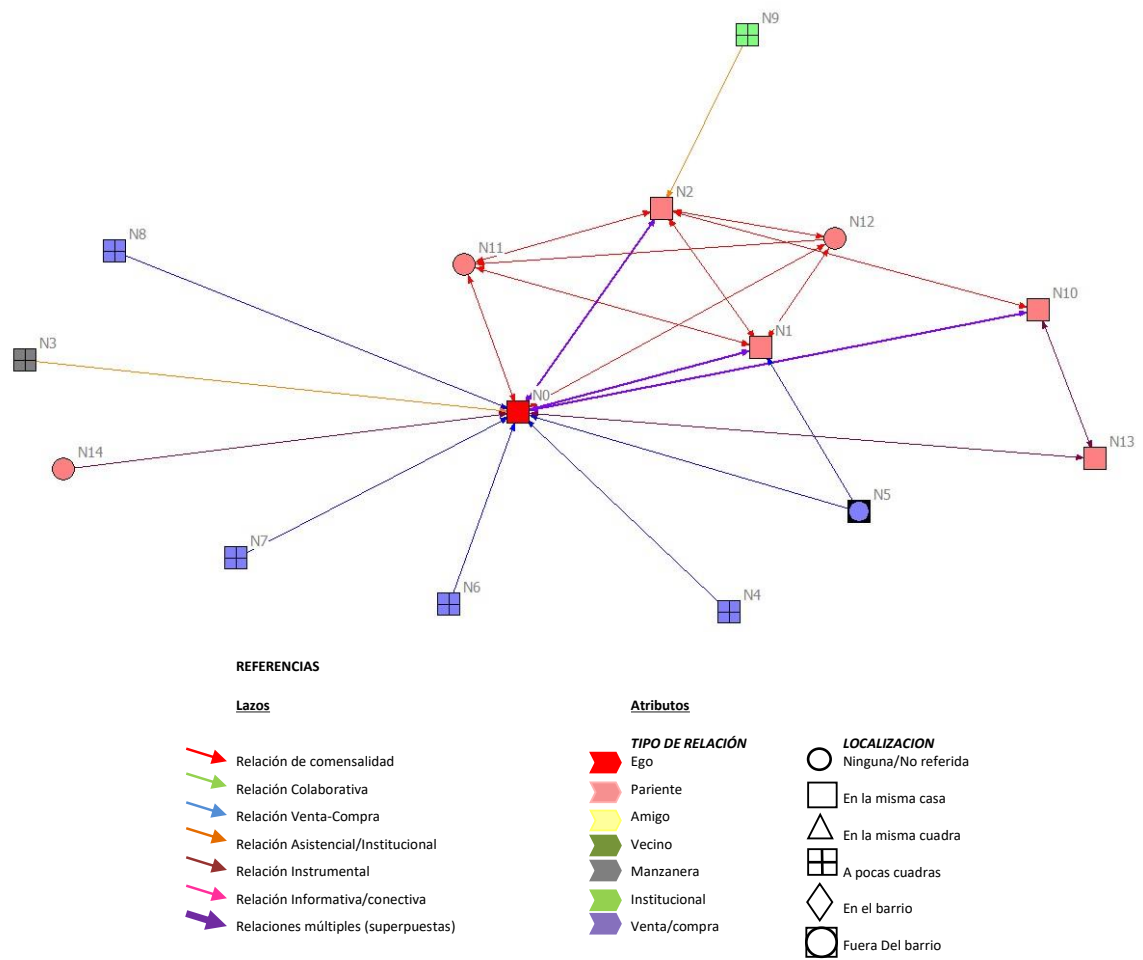 N9
N2
N12
N8
N11
N10
N1
N3
N0
N14
N13
N5
N7
N6
N4
REFERENCIAS
Lazos
Relación de comensalidad
Relación Colaborativa
Relación Venta-Compra
Relación Asistencial/Institucional
Relación Instrumental
Relación Informativa/conectiva
Relaciones múltiples (superpuestas)
Atributos
TIPO DE RELACIÓN
Ego
Pariente
Amigo
Vecino
Manzanera
Institucional
Venta/compra
LOCALIZACION
Ninguna/No referida
En la misma casa
En la misma cuadra
A pocas cuadras
En el barrio
Fuera Del barrio